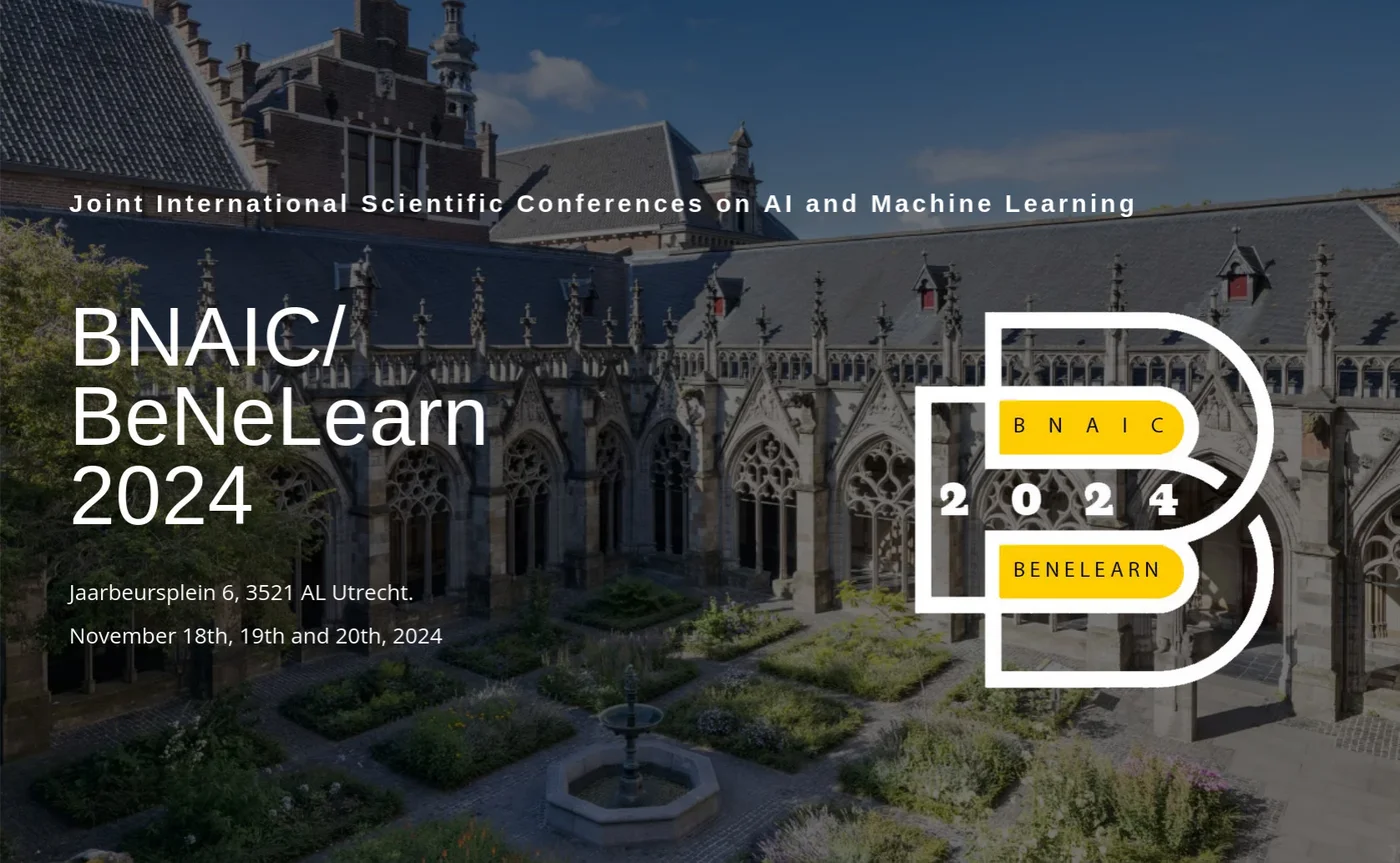 Joint International Scientific Conferences on AI and Machine Learning
BNAIC/
BeNeLearn
2024
Jaarbeursplein 6, 3521 AL Utrecht.
November 18th, 19th and 20th, 2024
BNAIC
2024
BENELEARN